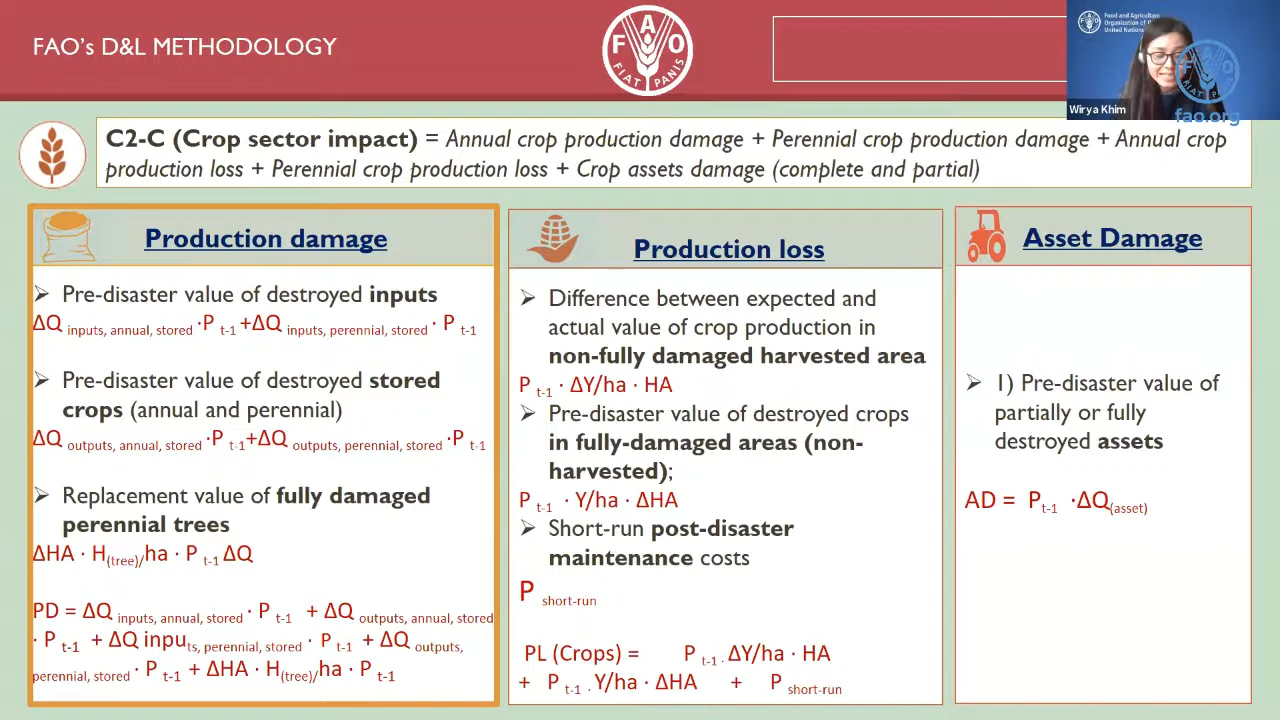 FAO's D&L METHODOLOGY
F A O
FIAT PANIS
Food and Agriculture
Organization of the
United Nations
Wirya Khim
fao.org
C2-C (Crop sector impact) = Annual crop production damage + Perennial crop production damage + Annual crop
production loss + Perennial crop production loss + Crop assets damage (complete and partial)
Production damage
➢ Pre-disaster value of destroyed inputs
ΔQ inputs, annual, stored ·P t-1 +ΔQ inputs, perennial, stored · P t-1
➢ Pre-disaster value of destroyed stored
crops (annual and perennial)
ΔQ outputs, annual, stored ·P t-1+ΔQ outputs, perennial, stored ·P t-1
➢ Replacement value of fully damaged
perennial trees
ΔHA · H(tree)/ha · P t-1 ΔQ
PD = ΔQ inputs, annual, stored · P t-1 + ΔQ outputs, annual, stored
· P t-1 + ΔQ inputs, perennial, stored · P t-1 + ΔQ outputs,
perennial, stored · P t-1 + ΔHA · H(tree)/ha · P t-1
Production loss
➢ Difference between expected and
actual value of crop production in
non-fully damaged harvested area
P t-1 · ΔY/ha · HA
➢ Pre-disaster value of destroyed crops
in fully-damaged areas (non-
harvested);
P t-1 · Y/ha · ΔHA
➢ Short-run post-disaster
maintenance costs
P short-run
PL (Crops) = P t-1 · ΔY/ha · HA
+ P t-1 · Y/ha · ΔHA + P short-run
Asset Damage
➢ 1) Pre-disaster value of
partially or fully
destroyed assets
AD = Pt-1 ·ΔQ(asset)